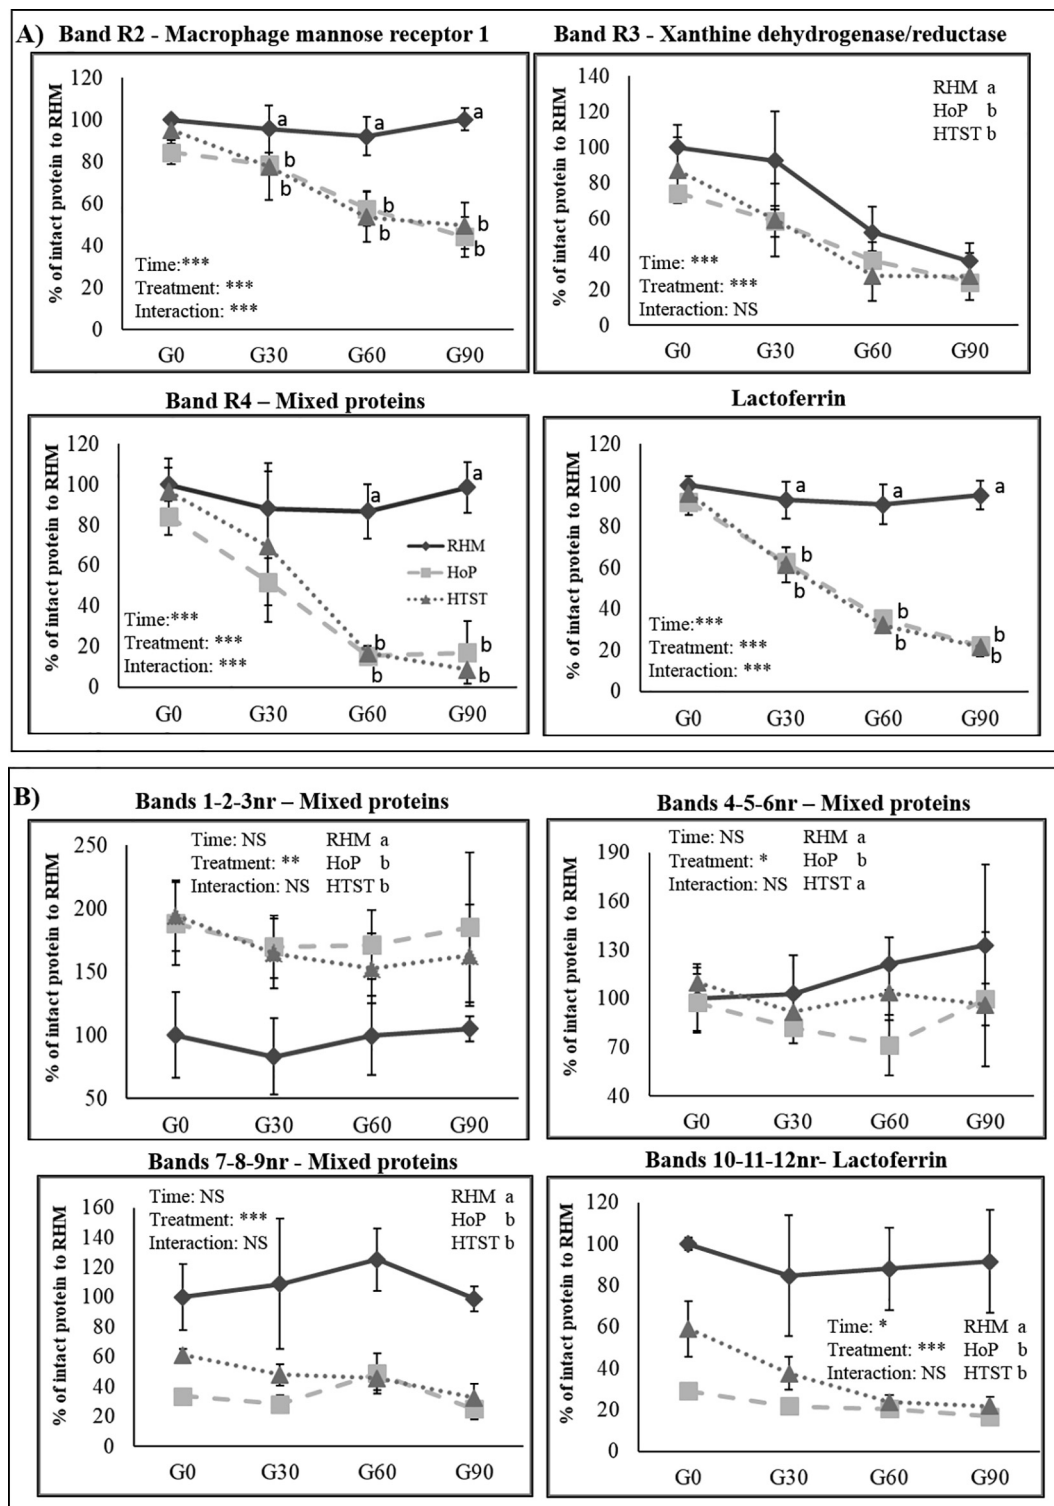 A)
Band R2 - Macrophage mannose receptor 1
% of intact protein to RHM
120
100
80
60
40
20
0
a
a
a
b
b
b
b
b
b
Time:***
Treatment: ***
Interaction: ***
G0 G30 G60 G90
Band R3 - Xanthine dehydrogenase/reductase
% of intact protein to RHM
140
120
100
80
60
40
20
0
RHM a
HoP b
HTST b
Time: ***
Treatment: ***
Interaction: NS
G0 G30 G60 G90
Band R4 – Mixed proteins
% of intact protein to RHM
120
100
80
60
40
20
0
a
a
RHM
HoP
HTST
b
b
b
b
Time:***
Treatment: ***
Interaction: ***
G0 G30 G60 G90
Lactoferrin
% of intact protein to RHM
120
100
80
60
40
20
0
a
a
a
b
b
b
b
b
b
Time:***
Treatment: ***
Interaction: ***
G0 G30 G60 G90
B)
Bands 1-2-3nr – Mixed proteins
% of intact protein to RHM
250
200
150
100
50
Time: NS RHM a
Treatment: ** HoP b
Interaction: NS HTST b
G0 G30 G60 G90
Bands 4-5-6nr – Mixed proteins
% of intact protein to RHM
190
160
130
100
70
40
Time: NS RHM a
Treatment: * HoP b
Interaction: NS HTST a
G0 G30 G60 G90
Bands 7-8-9nr - Mixed proteins
% of intact protein to RHM
160
140
120
100
80
60
40
20
0
Time: NS RHM a
Treatment: *** HoP b
Interaction: NS HTST b
G0 G30 G60 G90
Bands 10-11-12nr- Lactoferrin
% of intact protein to RHM
120
100
80
60
40
20
0
Time: * RHM a
Treatment: *** HoP b
Interaction: NS HTST b
G0 G30 G60 G90